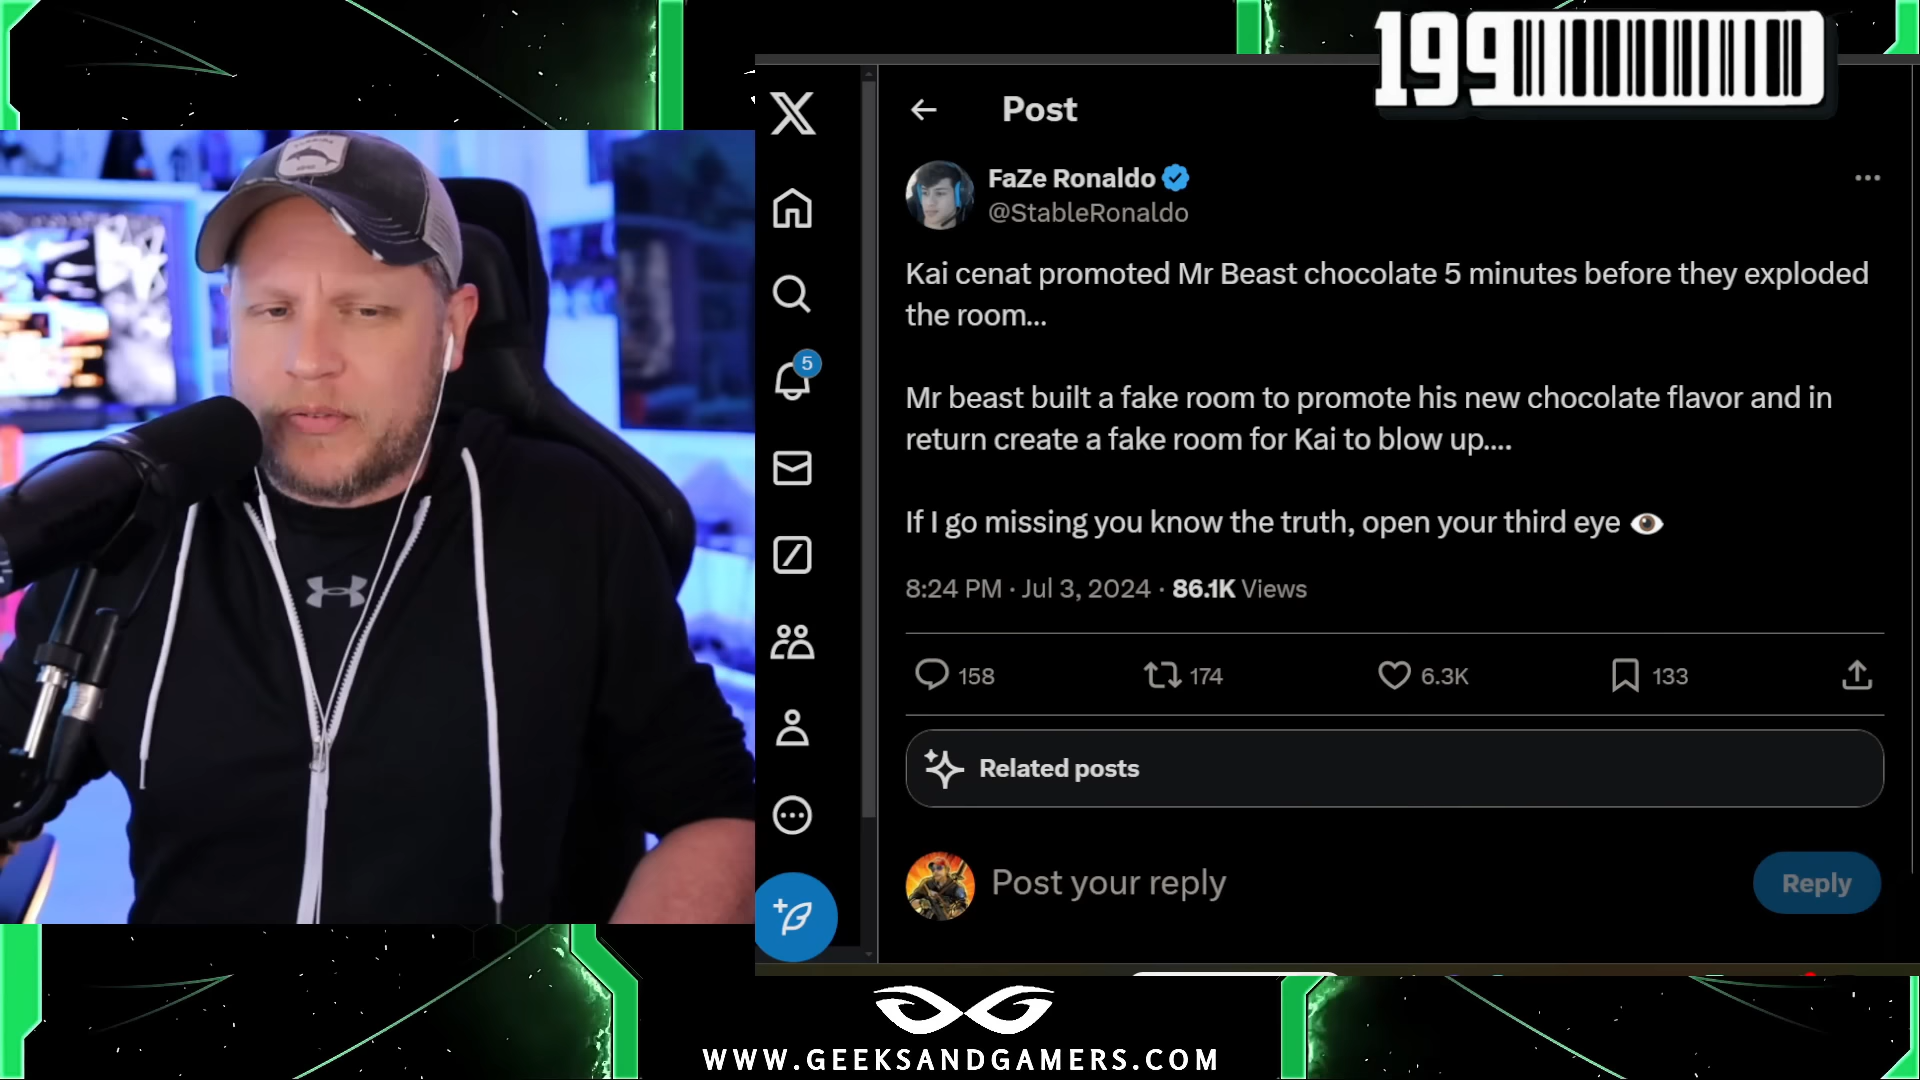 199
Post
FaZe Ronaldo
@StableRonaldo
Kai cenat promoted Mr Beast chocolate 5 minutes before they exploded
the room...
Mr beast built a fake room to promote his new chocolate flavor and in
return create a fake room for Kai to blow up....
If I go missing you know the truth, open your third eye 👁
8:24 PM · Jul 3, 2024 · 86.1K Views
158 174 6.3K 133
Related posts
Post your reply
Reply
5
WWW.GEEKSANDGAMERS.COM